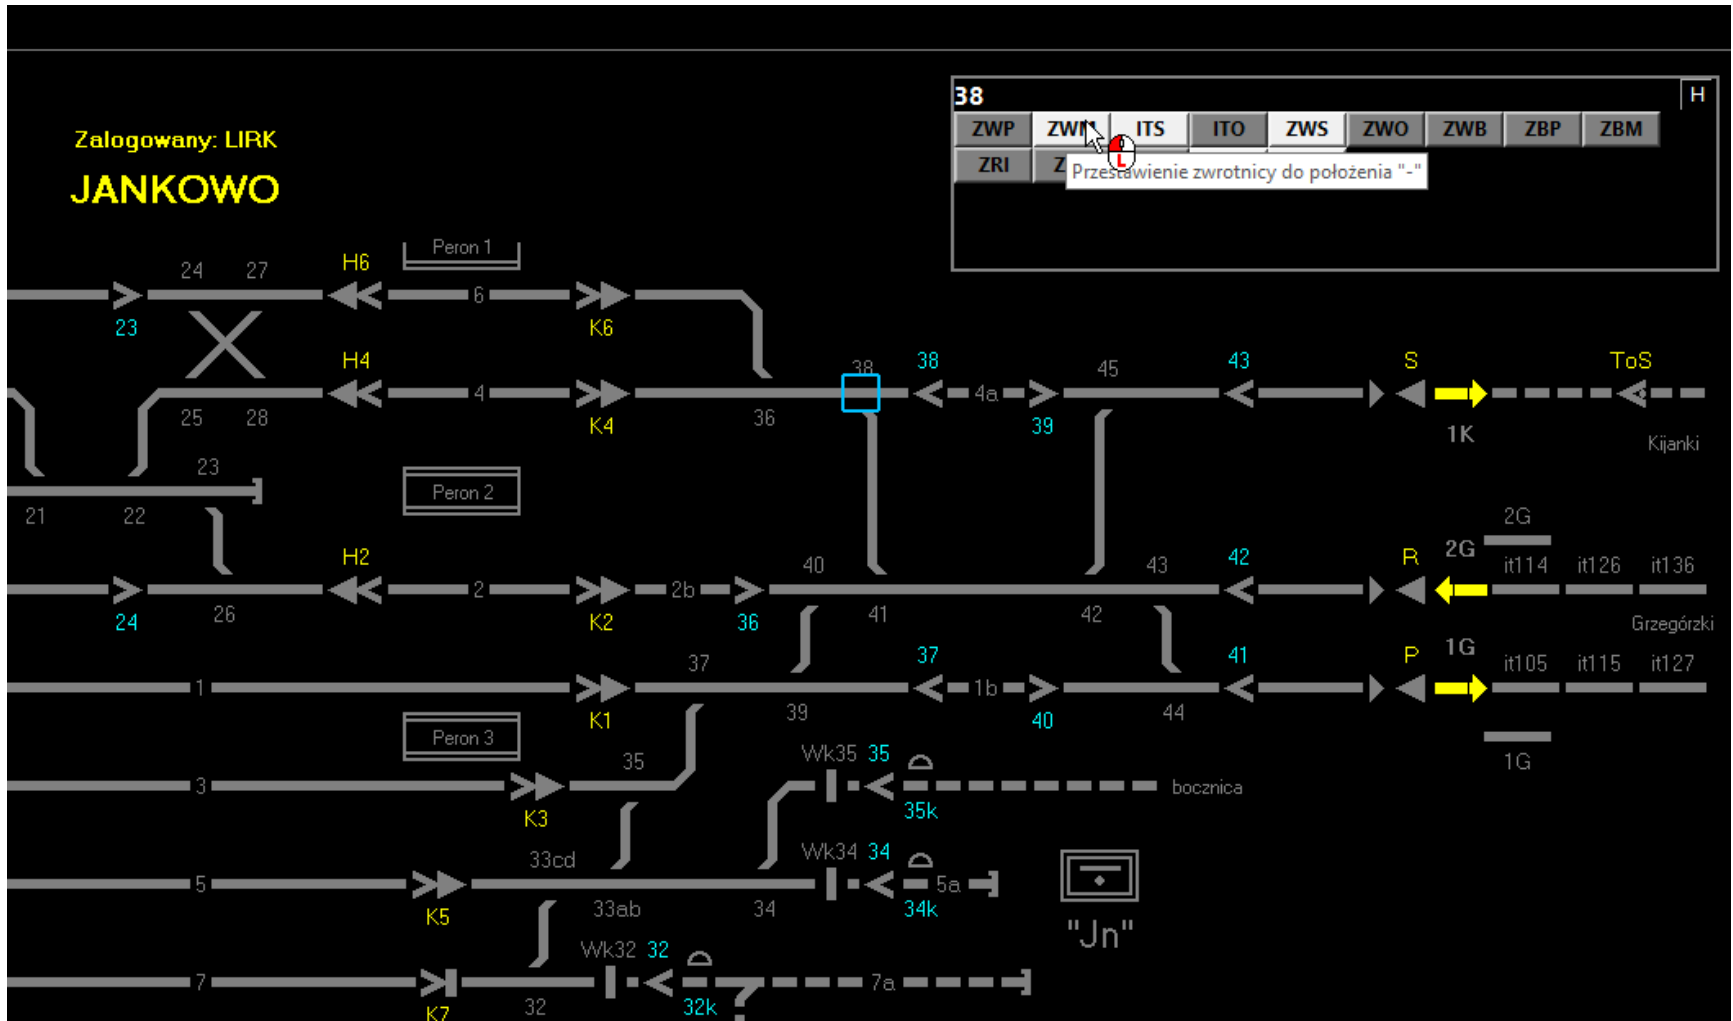 38 H
ZWP ZWM ITS ITO ZWS ZWO ZWB ZBP ZBM
ZRI
Przestawienie zwrotnicy do położenia "-"
L
Zalogowany: LIRK
JANKOWO
Peron 1
24 27 H6
6
23 K6
H4 38 38 45 43 S ToS
4 4a
25 28 K4 36 39 1K Kijanki
23
Peron 2
21 22
2G
H2 40 43 42 R 2G it114 it126 it136
2 2b
24 26 K2 36 41 42 Grzegórzki
37 37 41 P 1G it105 it115 it127
1 1b
K1 39 40 44
Peron 3
35 Wk35 35 1G
3 bocznica
K3 35k
33cd Wk34 34
5 5a
K5 33ab 34 34k "Jn"
Wk32 32
7 7a
K7 32 32k